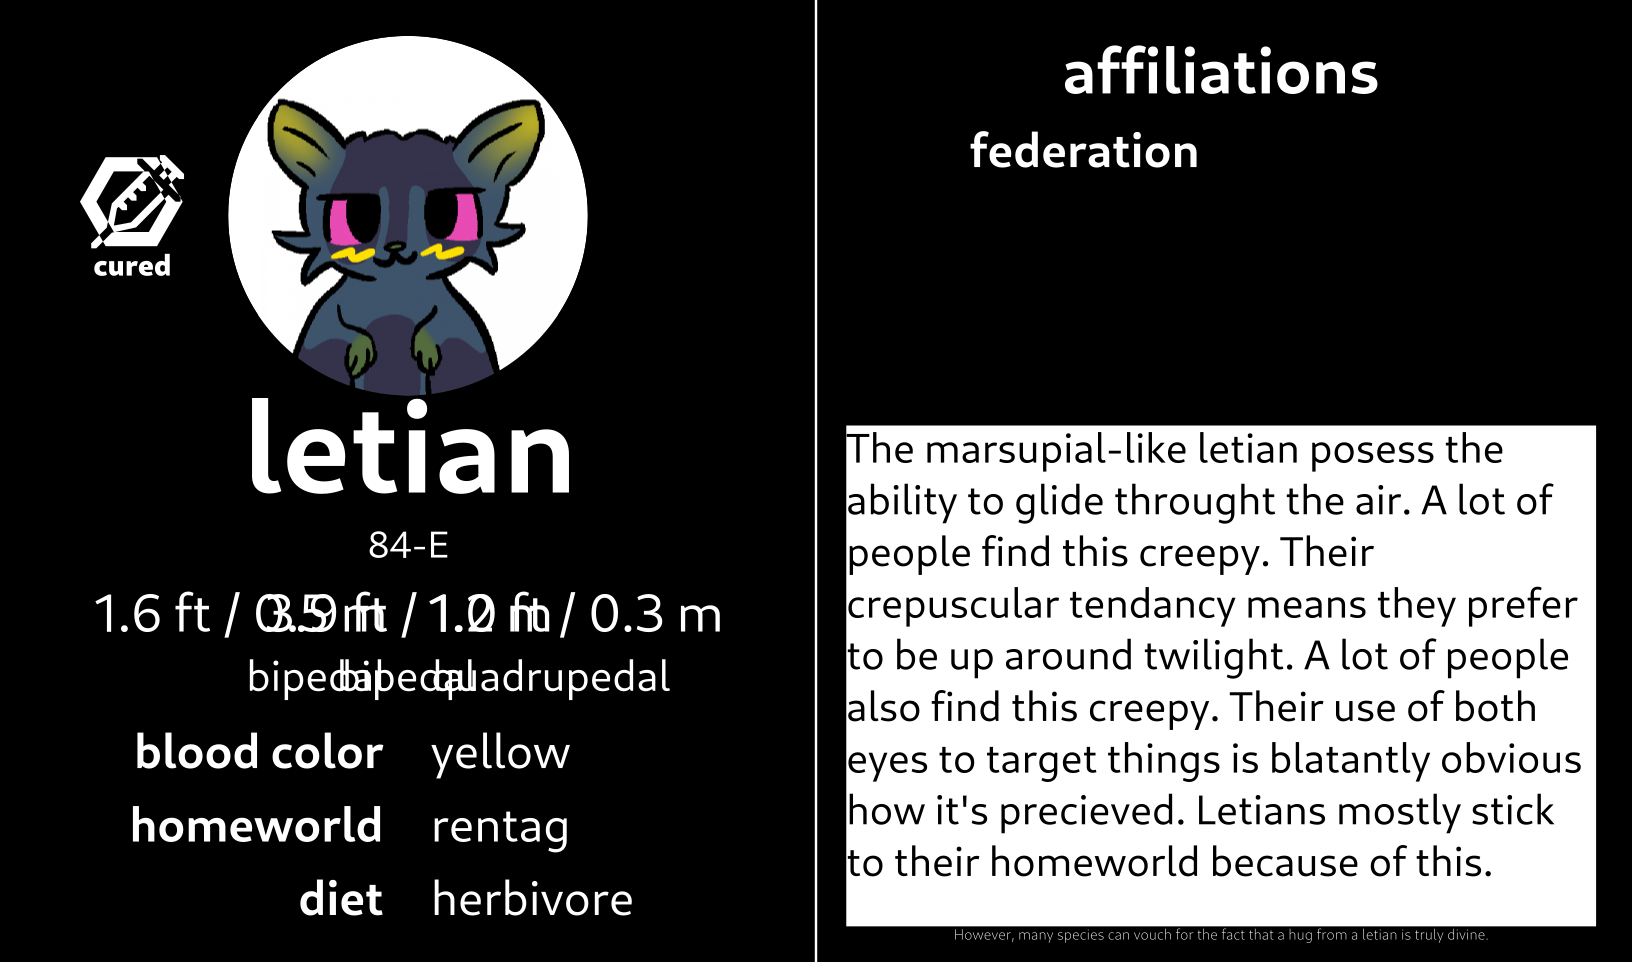 cured
letian
84-E
1.6 ft / 0.5 m 3.9 ft / 1.2 m 1.0 ft / 0.3 m
bipedal bipedal quadrupedal
blood color yellow
homeworld rentag
diet herbivore
affiliations
federation
The marsupial-like letian posess the
ability to glide throught the air. A lot of
people find this creepy. Their
crepuscular tendancy means they prefer
to be up around twilight. A lot of people
also find this creepy. Their use of both
eyes to target things is blatantly obvious
how it's precieved. Letians mostly stick
to their homeworld because of this.
However, many species can vouch for the fact that a hug from a letian is truly divine.